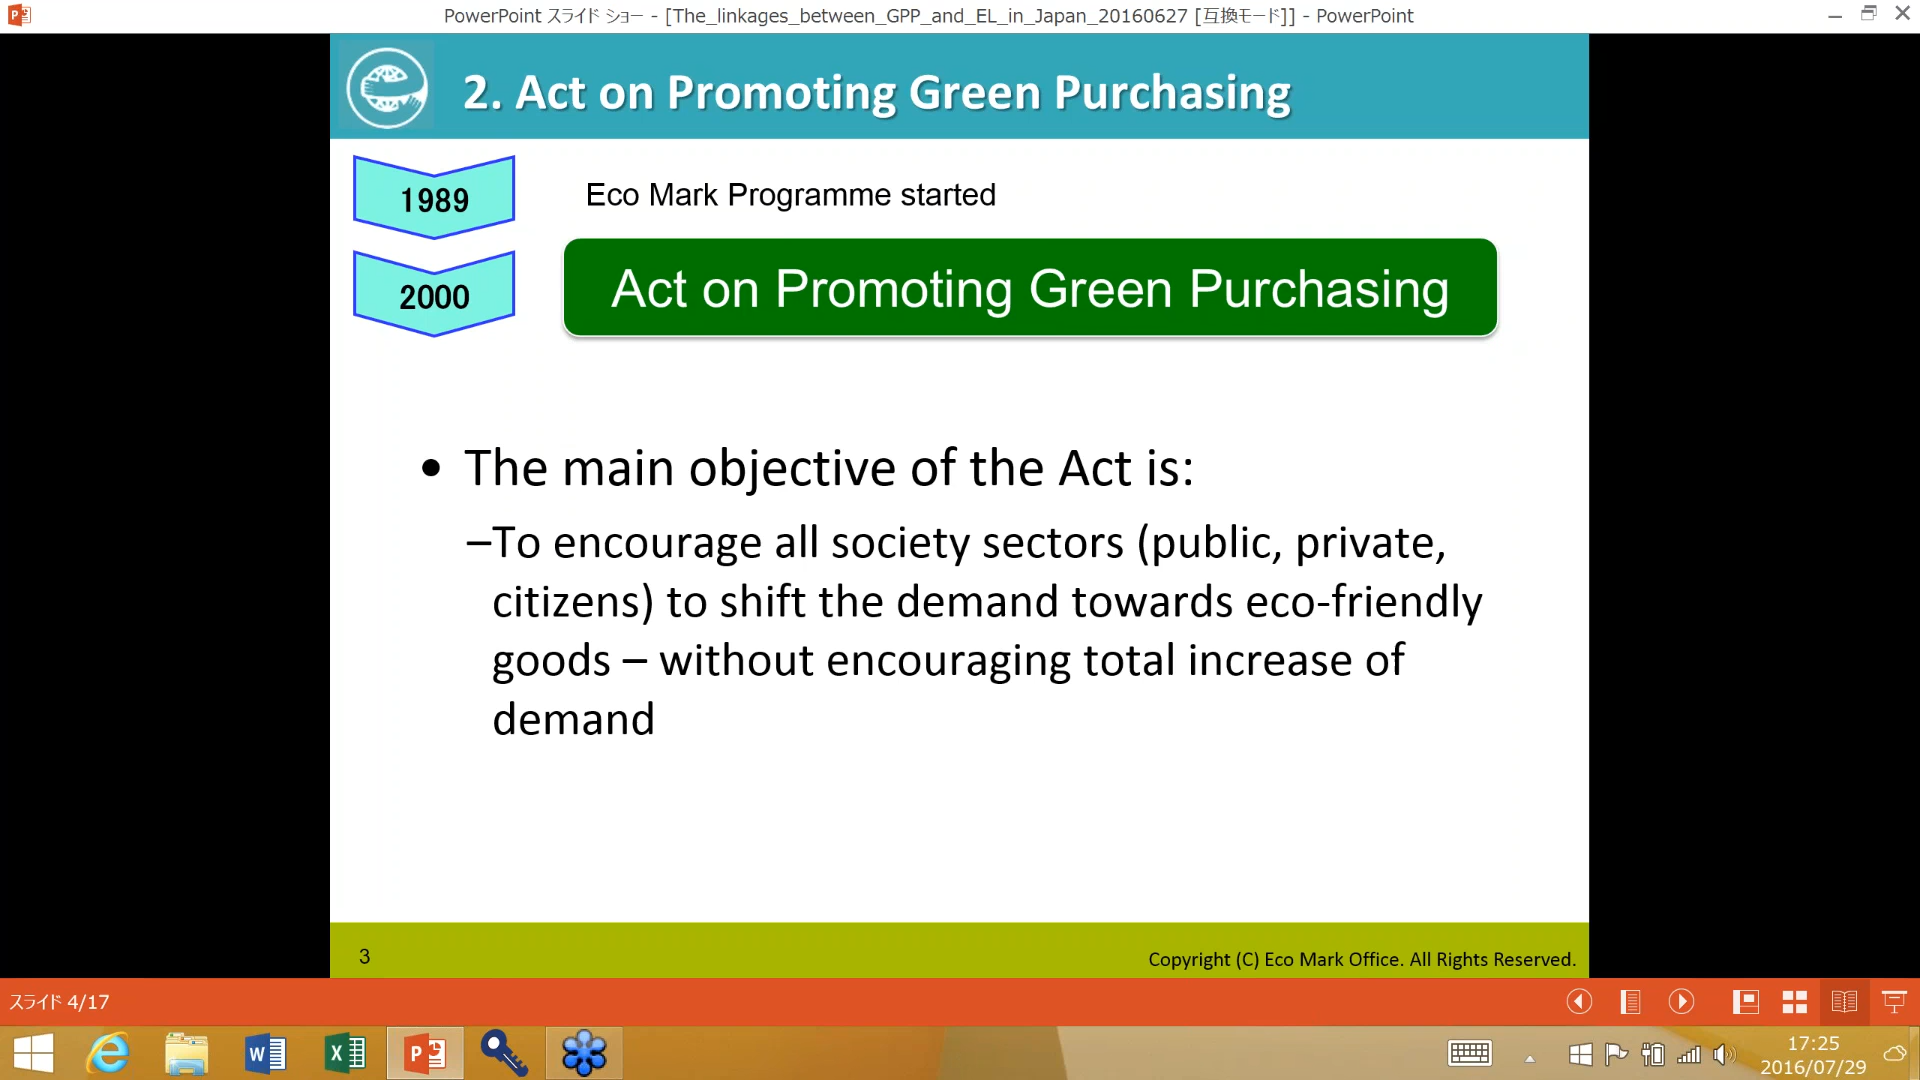 PowerPoint スライド ショー - [The_linkages_between_GPP_and_EL_in_Japan_20160627 [互換モード]] - PowerPoint
2. Act on Promoting Green Purchasing
1989
Eco Mark Programme started
2000
Act on Promoting Green Purchasing
• The main objective of the Act is:
–To encourage all society sectors (public, private,
citizens) to shift the demand towards eco-friendly
goods – without encouraging total increase of
demand
3
Copyright (C) Eco Mark Office. All Rights Reserved.
スライド 4/17
17:25
2016/07/29